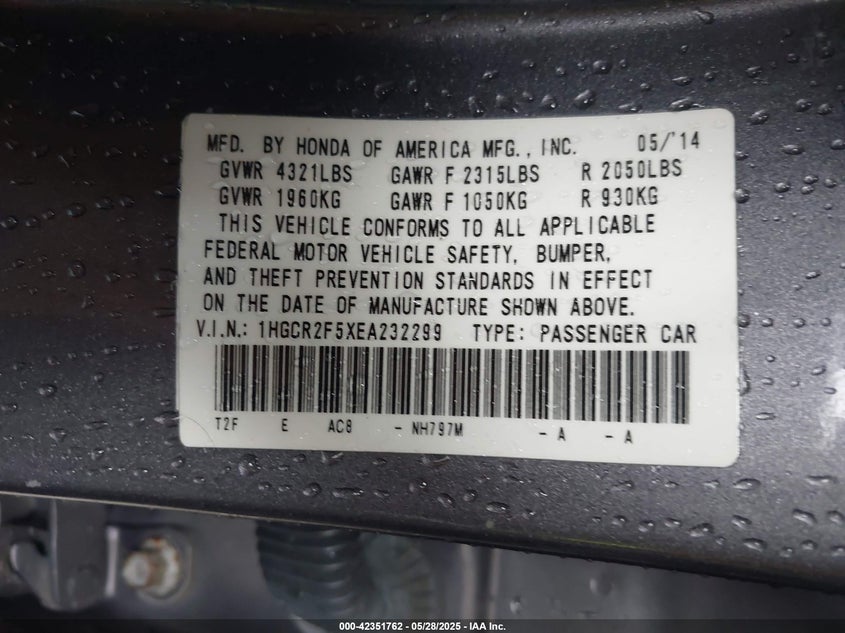 MFD. BY HONDA OF AMERICA MFG., INC. 05/'14
GVWR 4321LBS GAWR F 2315LBS R 2050LBS
GVWR 1960KG GAWR F 1050KG R 930KG
THIS VEHICLE CONFORMS TO ALL APPLICABLE
FEDERAL MOTOR VEHICLE SAFETY, BUMPER,
AND THEFT PREVENTION STANDARDS IN EFFECT
ON THE DATE OF MANUFACTURE SHOWN ABOVE.
V.I.N.: 1HGCR2F5XEA232299 TYPE: PASSENGER CAR
T2F E AC8 - NH797M - A - A
000-42351762 - 05/28/2025 - IAA Inc.